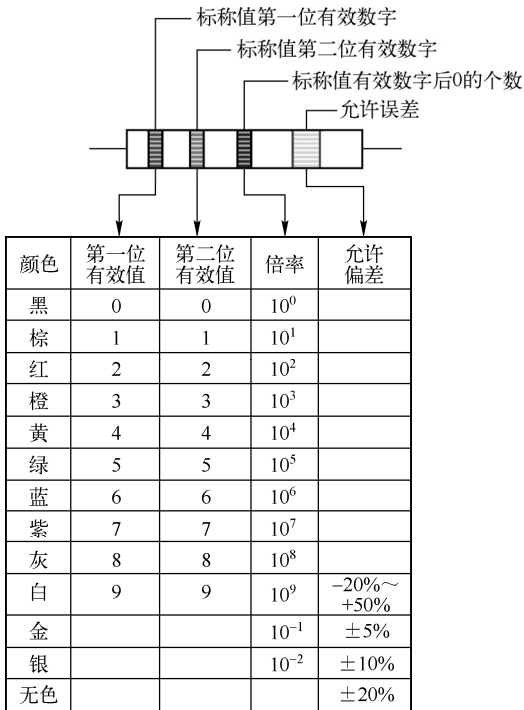 标称值第一位有效数字
标称值第二位有效数字
标称值有效数字后0的个数
允许误差
颜色 第一位有效值 第二位有效值 倍率 允许偏差
黑 0 0 10⁰
棕 1 1 10¹
红 2 2 10²
橙 3 3 10³
黄 4 4 10⁴
绿 5 5 10⁵
蓝 6 6 10⁶
紫 7 7 10⁷
灰 8 8 10⁸
白 9 9 10⁹ −20%～+50%
金 10⁻¹ ±5%
银 10⁻² ±10%
无色 ±20%